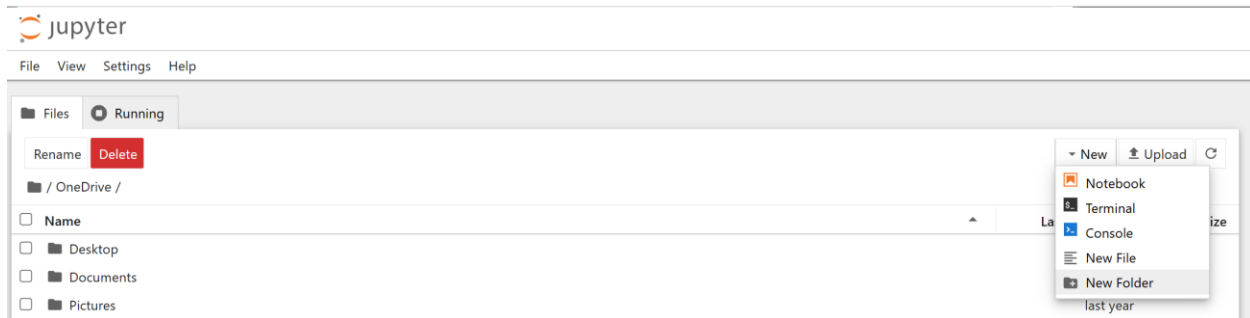 jupyter
File View Settings Help
Files Running
Rename Delete
New Upload
/ OneDrive /
Notebook
Terminal
Name
La
ize
Console
Desktop
New File
Documents
New Folder
Pictures
last year